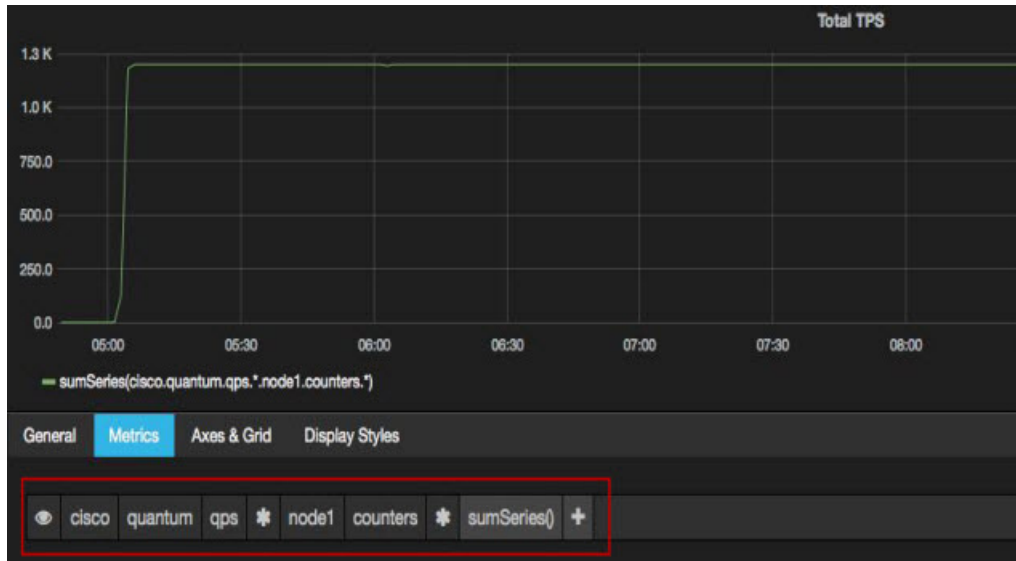 Total TPS
1.3 K
1.0 K
750.0
500.0
250.0
0.0
05:00 05:30 06:00 06:30 07:00 07:30 08:00
sumSeries(cisco.quantum.qps.*.node1.counters.*)
General Metrics Axes & Grid Display Styles
cisco quantum qps * node1 counters * sumSeries() +